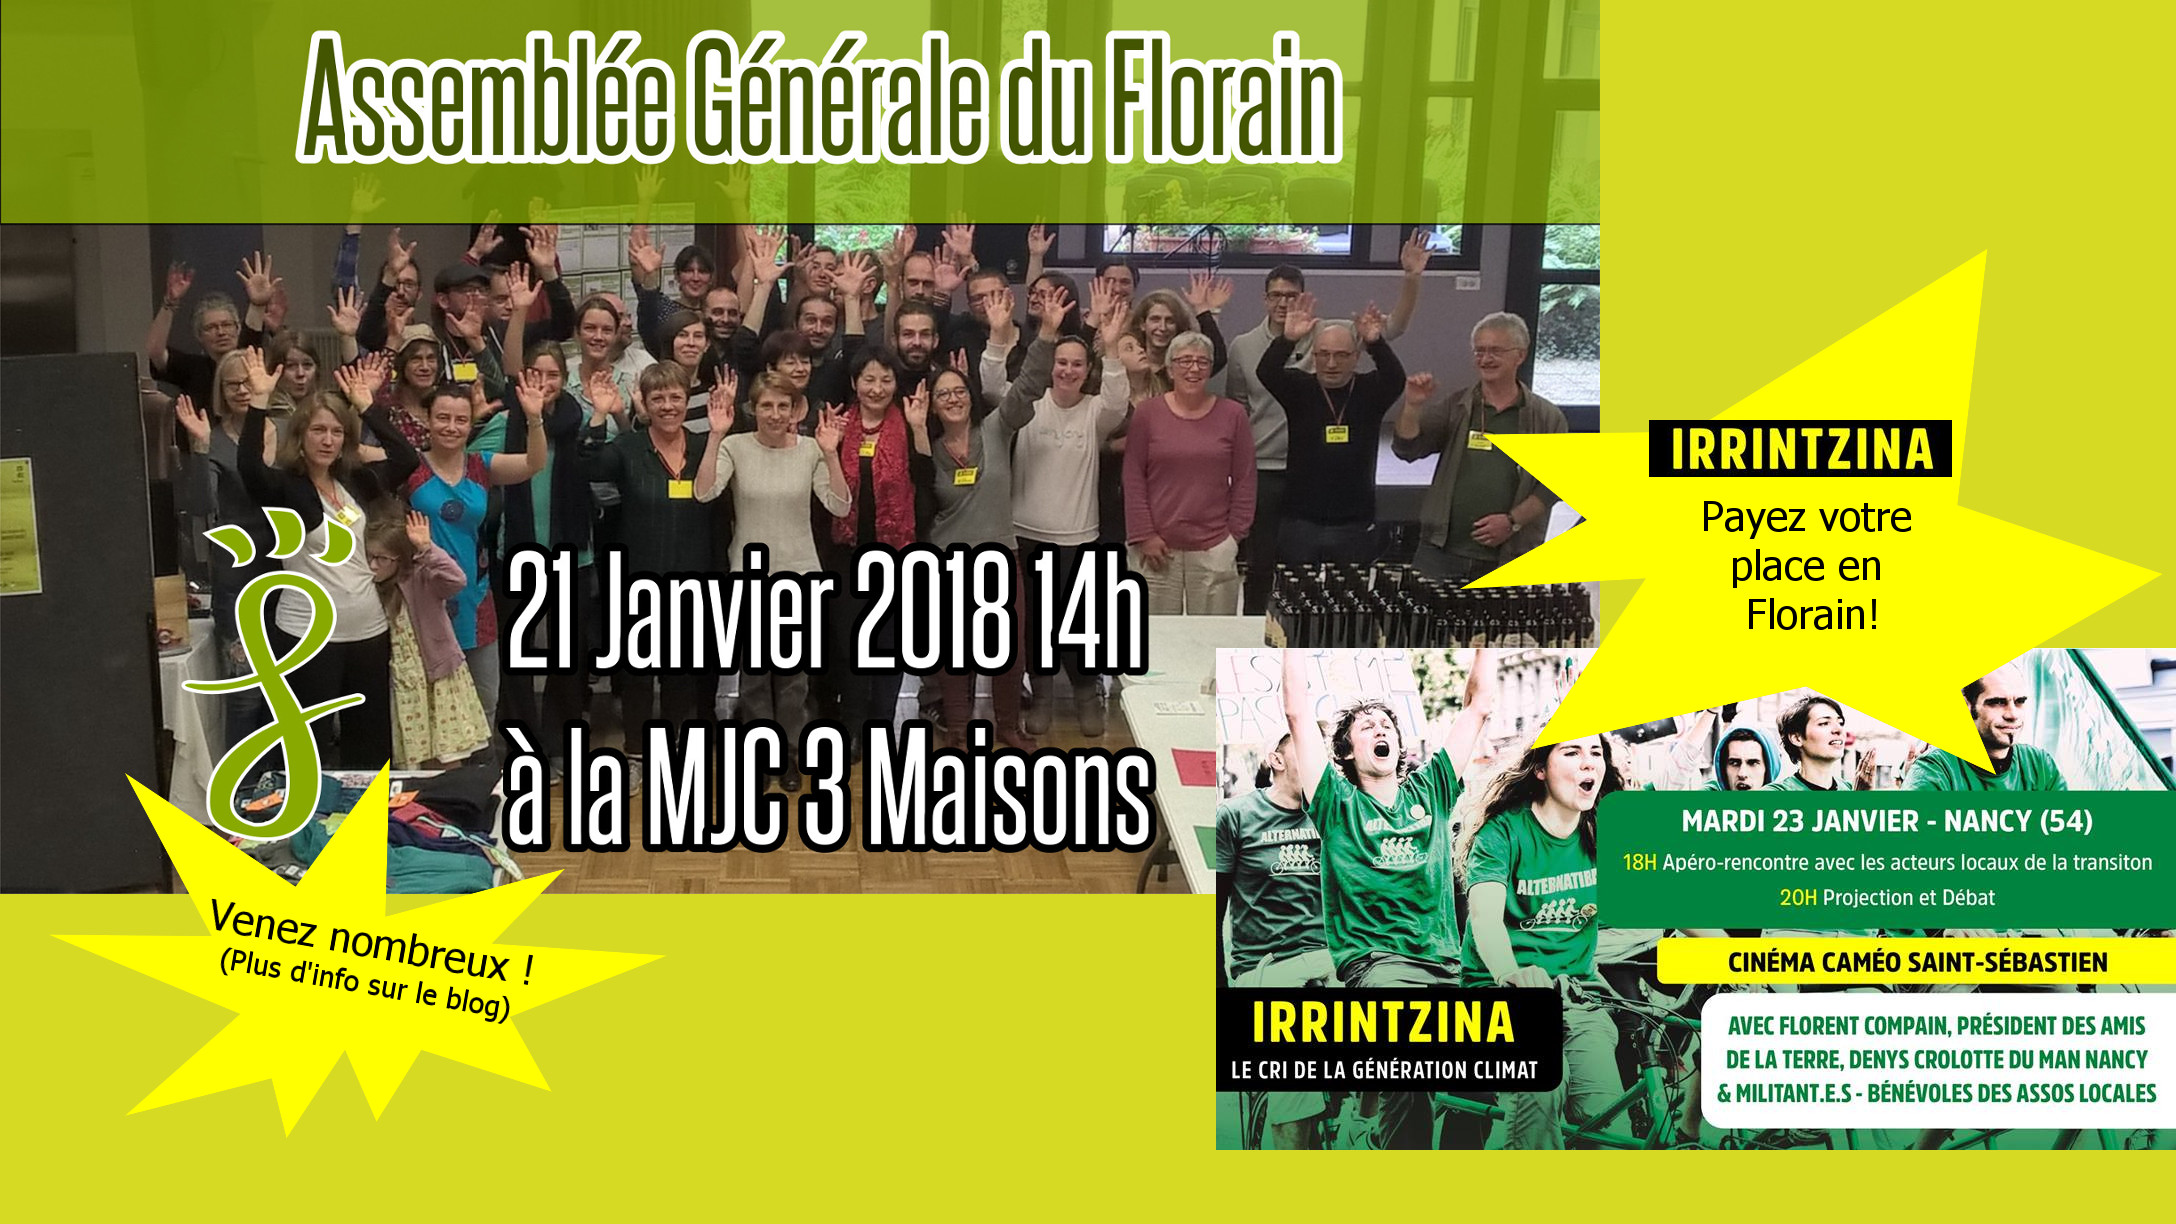 Assemblée Générale du Florain
21 Janvier 2018 14h
à la MJC 3 Maisons
Venez nombreux !
(Plus d'info sur le blog)
IRRINTZINA
Payez votre
place en
Florain!
ALTERNATI
ALTERNATIBA
MARDI 23 JANVIER - NANCY (54)
18H Apéro-rencontre avec les acteurs locaux de la transiton
20H Projection et Débat
CINÉMA CAMÉO SAINT-SÉBASTIEN
AVEC FLORENT COMPAIN, PRÉSIDENT DES AMIS
DE LA TERRE, DENYS CROLOTTE DU MAN NANCY
& MILITANT.E.S - BÉNÉVOLES DES ASSOS LOCALES
IRRINTZINA
LE CRI DE LA GÉNÉRATION CLIMAT